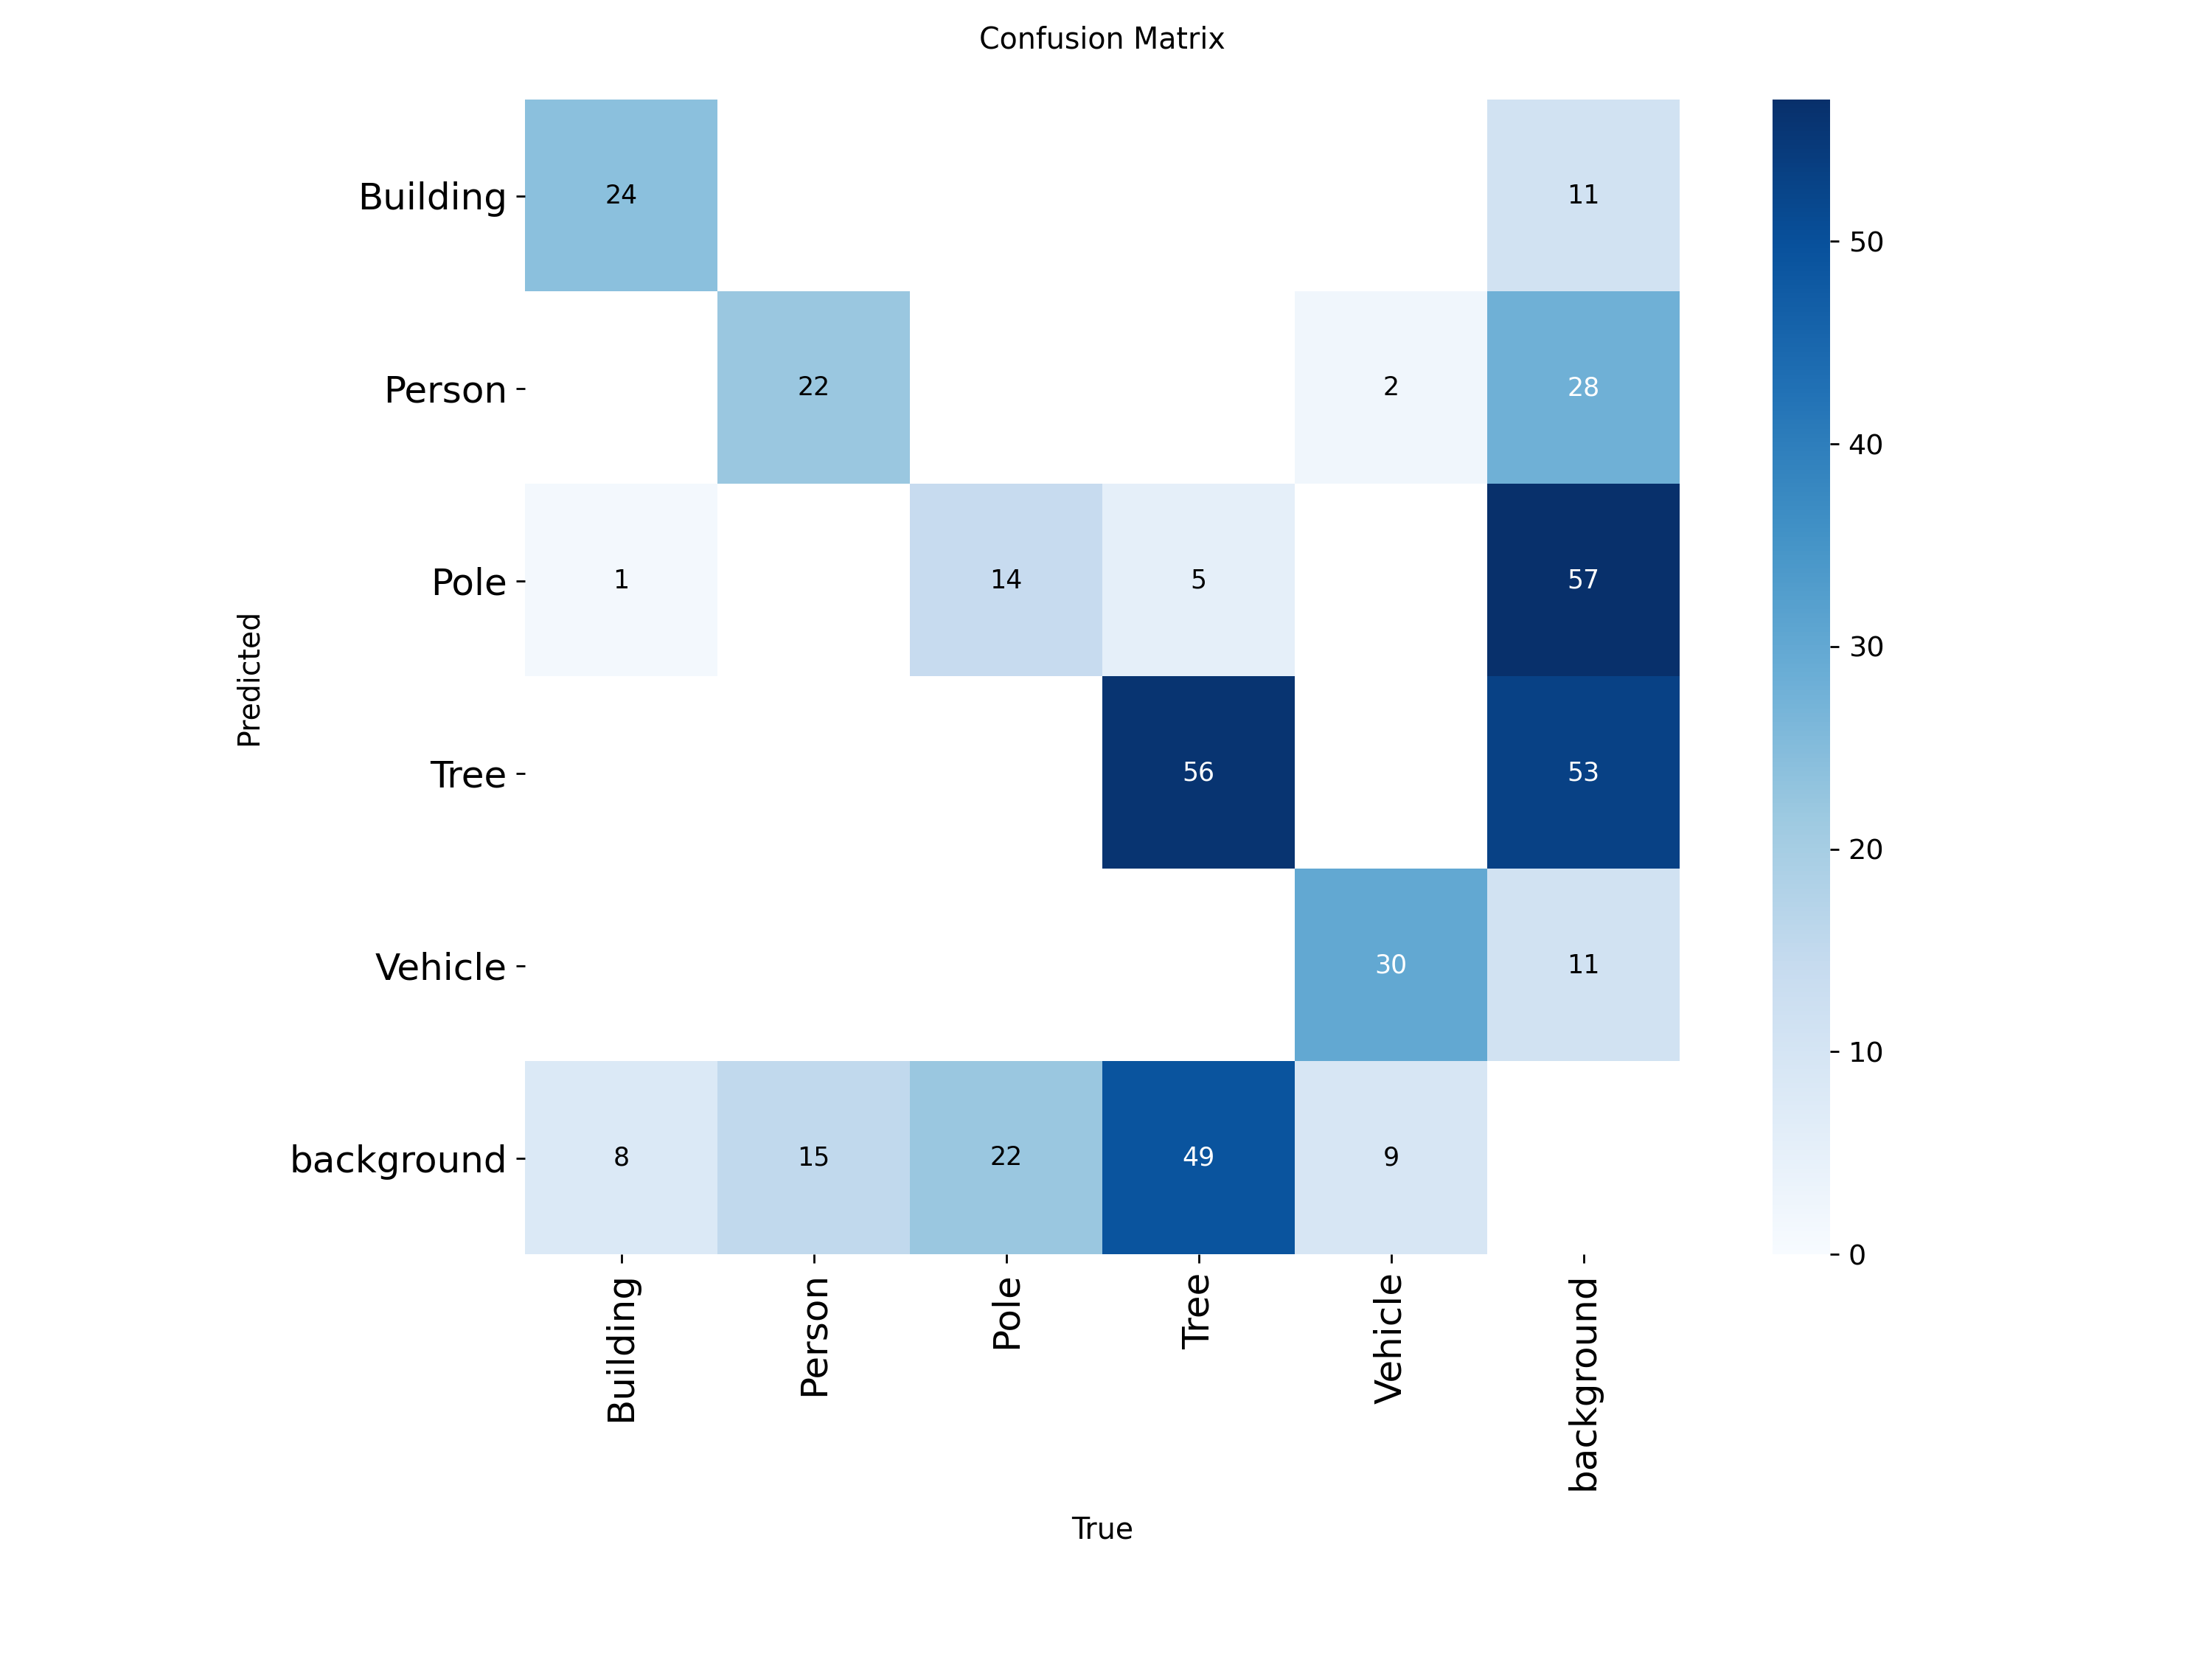 Confusion Matrix
Building
24
11
50
Person
22
2
28
40
Pole
1
14
5
57
30
Predicted
Tree
56
53
20
Vehicle
30
11
10
background
8
15
22
49
9
0
Building
Person
Pole
Tree
Vehicle
background
True